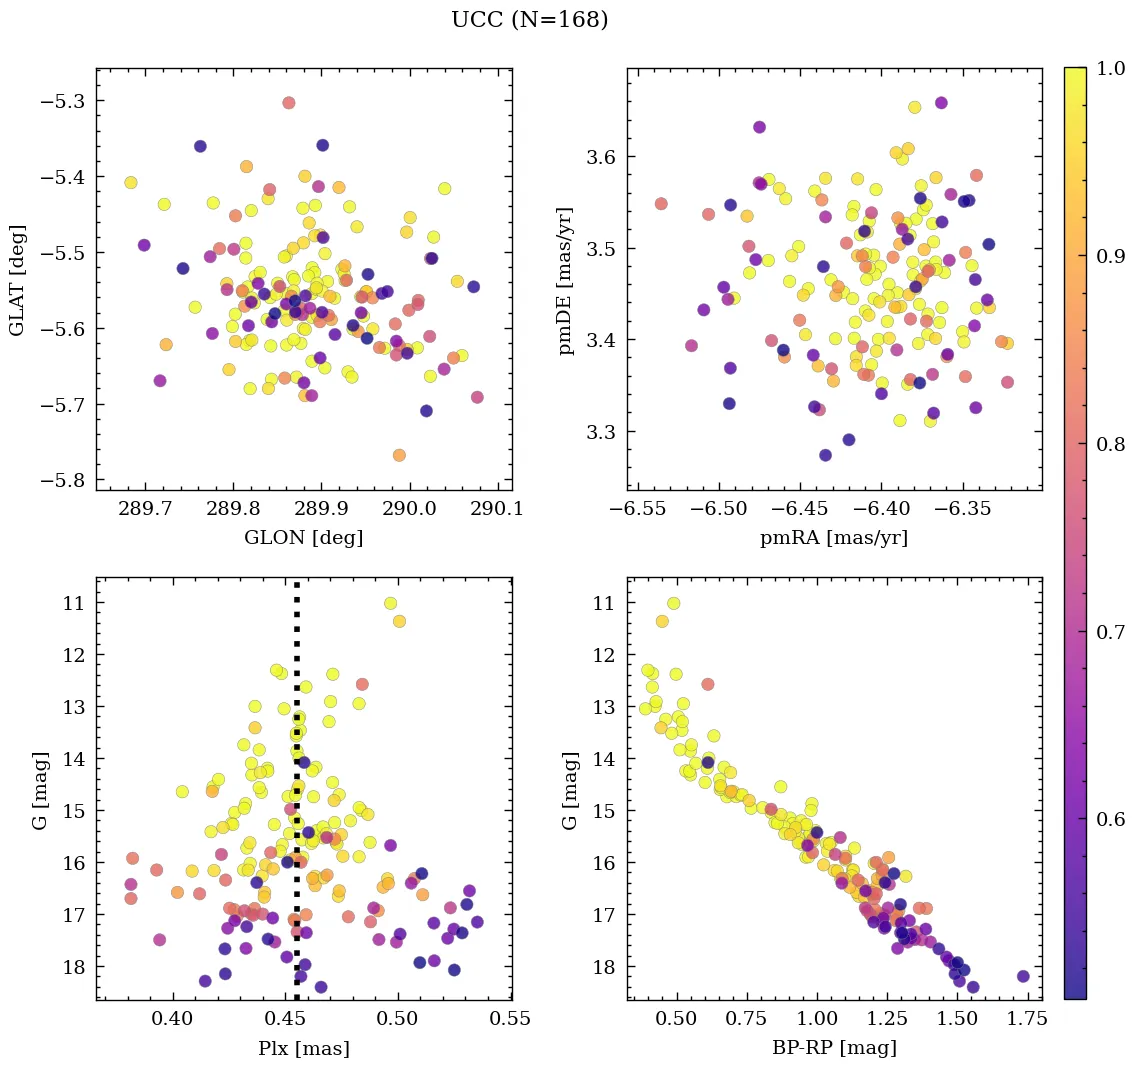 UCC (N=168)
−5.3
−5.4
−5.5
−5.6
−5.7
−5.8
GLAT [deg]
289.7 289.8 289.9 290.0 290.1
GLON [deg]
3.6
3.5
3.4
3.3
pmDE [mas/yr]
−6.55 −6.50 −6.45 −6.40 −6.35
pmRA [mas/yr]
11
12
13
14
15
16
17
18
G [mag]
0.40 0.45 0.50 0.55
Plx [mas]
11
12
13
14
15
16
17
18
G [mag]
0.50 0.75 1.00 1.25 1.50 1.75
BP-RP [mag]
1.0
0.9
0.8
0.7
0.6